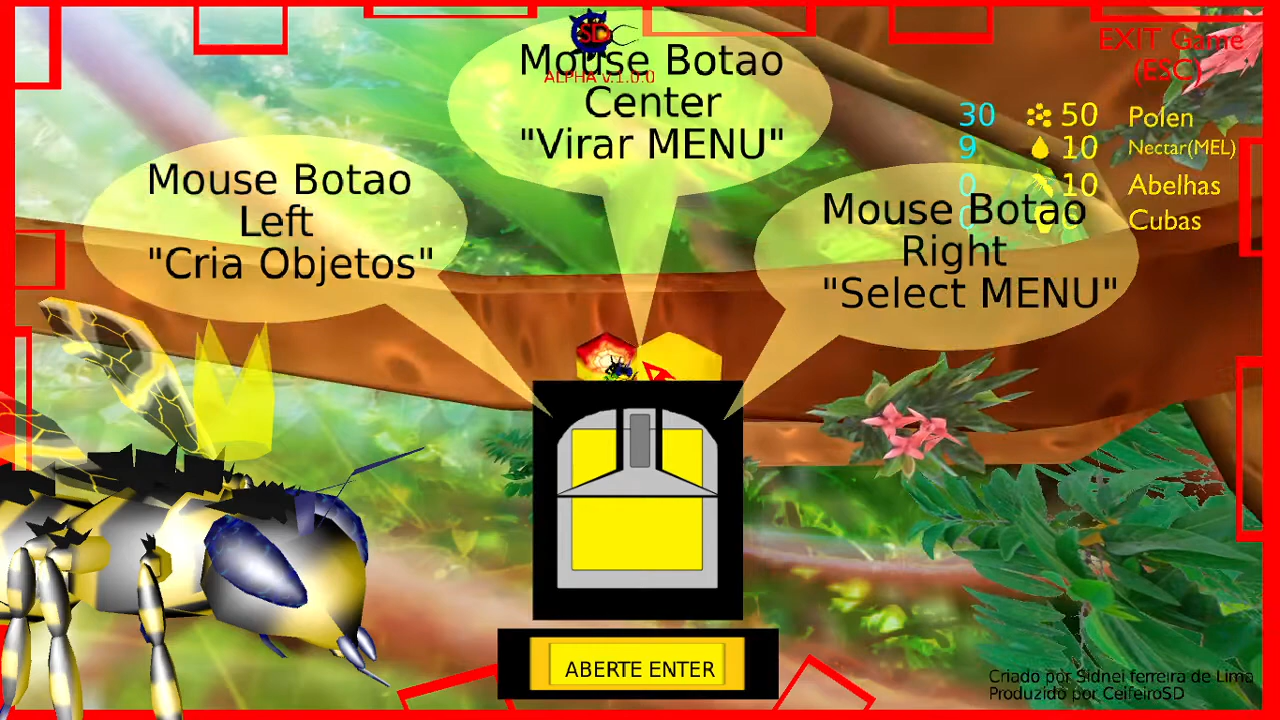 SD
ALPHA v.1.0.0
Mouse Botao
Center
"Virar MENU"
EXIT Game
(ESC)
30 50 Polen
9 10 Nectar(MEL)
0 10 Abelhas
0 Cubas
Mouse Botao
Left
"Cria Objetos"
Mouse Botao
Right
"Select MENU"
ABERTE ENTER
Criado por Sidnei ferreira de Lima
Produzido por CeifeiroSD